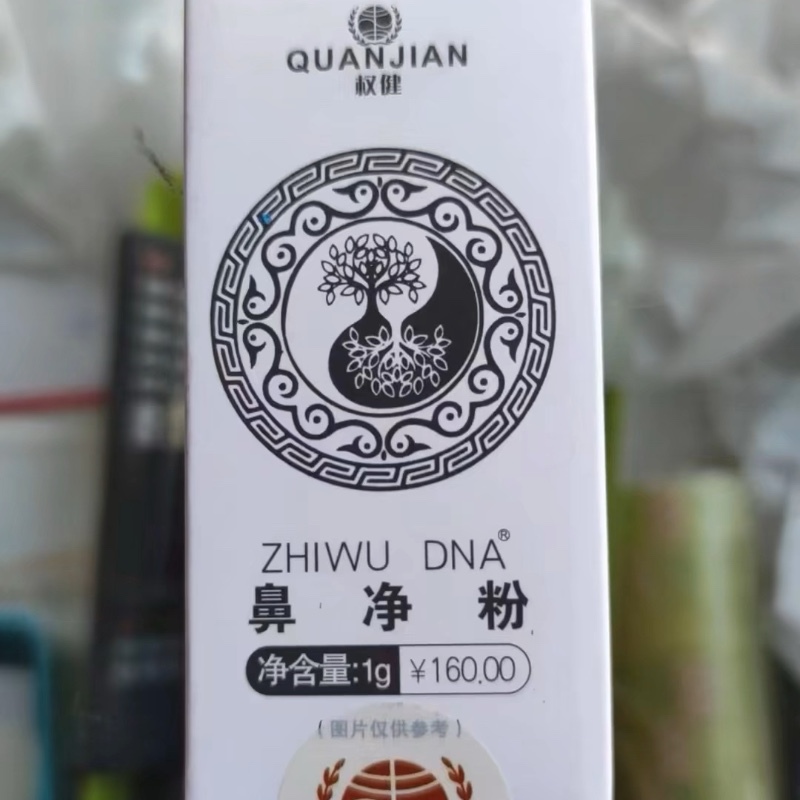 QUANJIAN
权健
ZHIWU DNA®
鼻净粉
净含量:1g ¥160.00
(图片仅供参考)